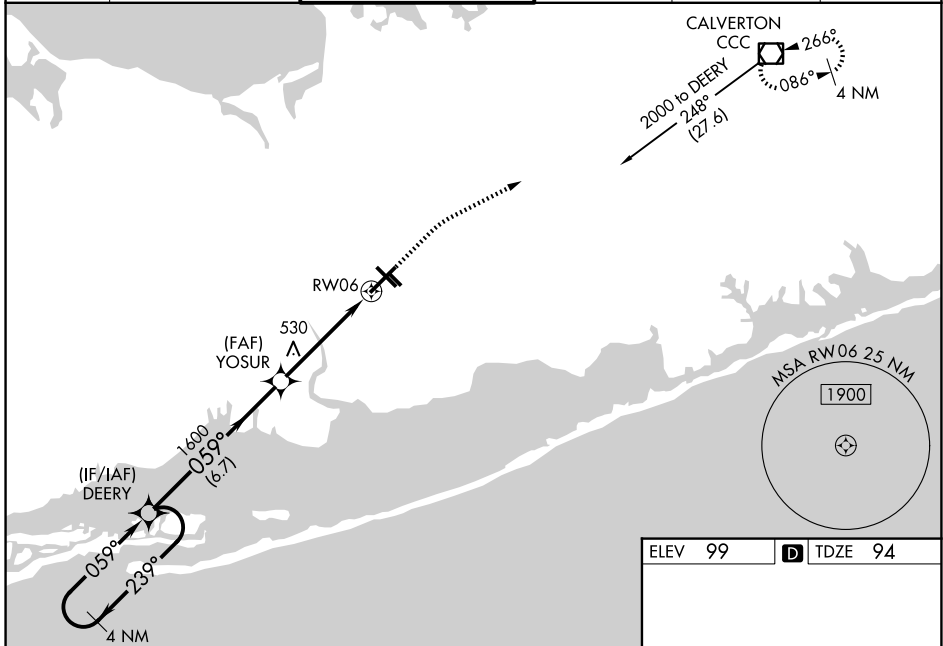 CALVERTON
CCC
266°
086°
4 NM
2000 to DEERY
248°
(27.6)
RW06
530
(FAF)
YOSUR
MSA RW06 25 NM
1900
1600
059°
(6.7)
(IF/IAF)
DEERY
059°
239°
4 NM
ELEV 99 D TDZE 94